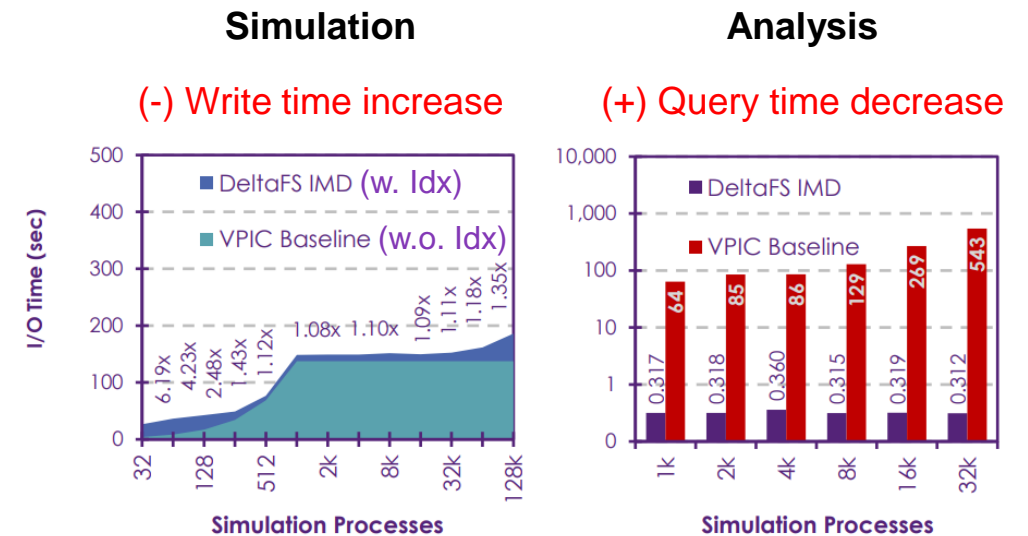 Simulation
(-) Write time increase
I/O Time (sec)
500
400
300
200
100
0
DeltaFS IMD (w. Idx)
VPIC Baseline (w.o. Idx)
6.19x
4.23x
2.48x
1.43x
1.12x
1.08x
1.10x
1.09x
1.11x
1.18x
1.35x
32
128
512
2k
8k
32k
128k
Simulation Processes
Analysis
(+) Query time decrease
10,000
1,000
100
10
1
0
DeltaFS IMD
VPIC Baseline
0.317
64
0.318
85
0.360
86
0.315
129
0.319
269
0.312
543
1k
2k
4k
8k
16k
32k
Simulation Processes